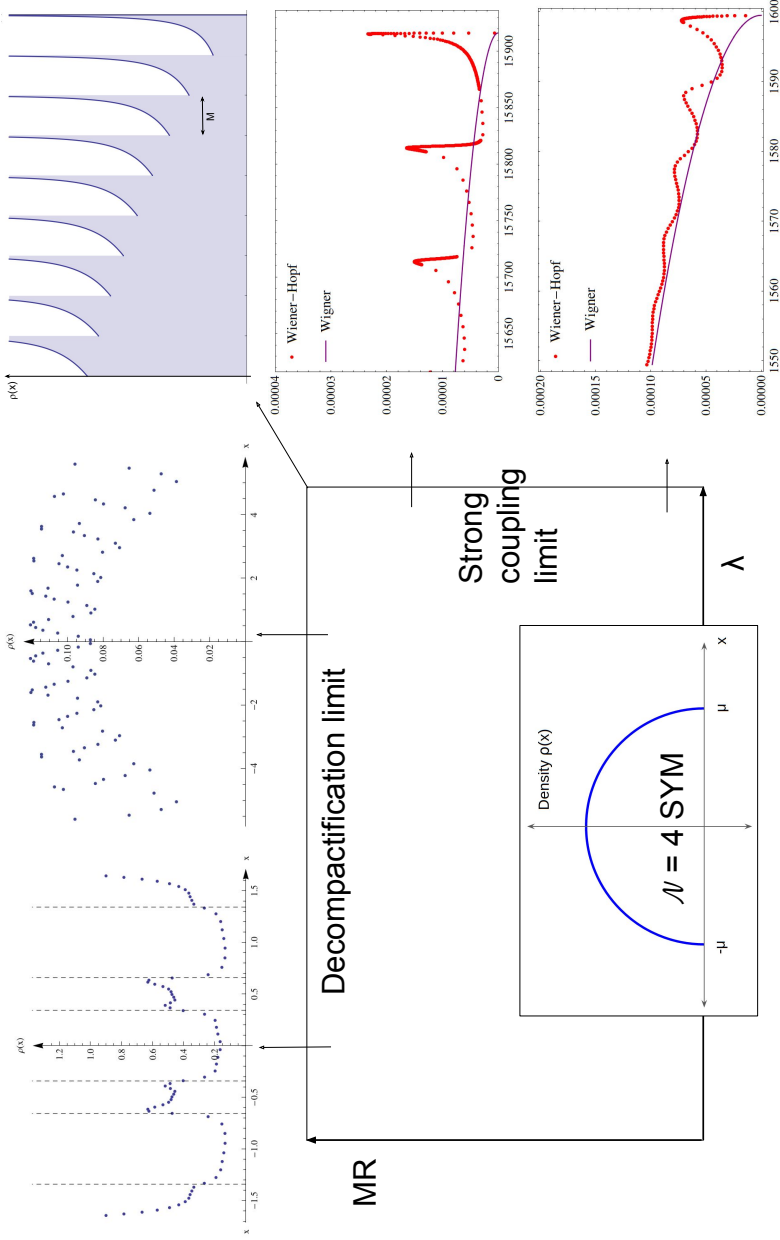 ρ(x)
1.2
1.0
0.8
0.6
0.4
0.2
x
−1.5
−1.0
−0.5
0.5
1.0
1.5
x
ρ(x)
0.10
0.08
0.06
0.04
0.02
−4
−2
2
4
x
ρ(x)
M
MR
Decompactification limit
Strong
coupling
limit
λ
Density ρ(x)
𝒩 = 4 SYM
-μ
μ
x
0.00004
0.00003
0.00002
0.00001
0
Wiener−Hopf
Wigner
15 650
15 700
15 750
15 800
15 850
15 900
0.00020
0.00015
0.00010
0.00005
0.00000
Wiener−Hopf
Wigner
1550
1560
1570
1580
1590
1600